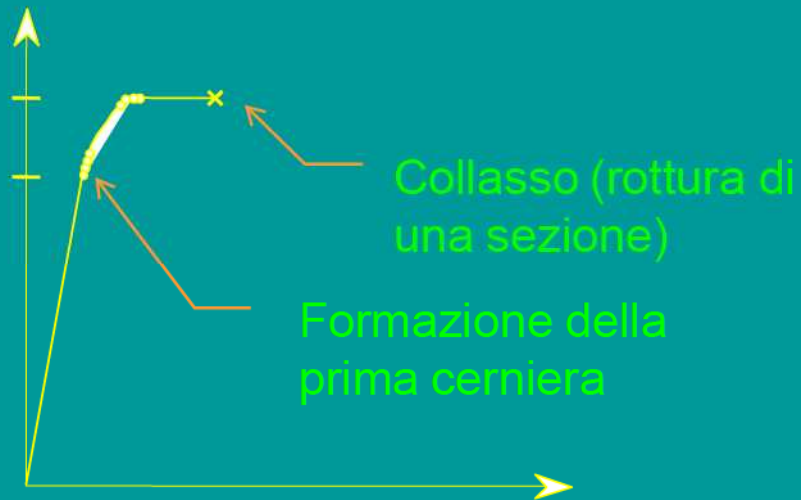 Collasso (rottura di
una sezione)
Formazione della
prima cerniera